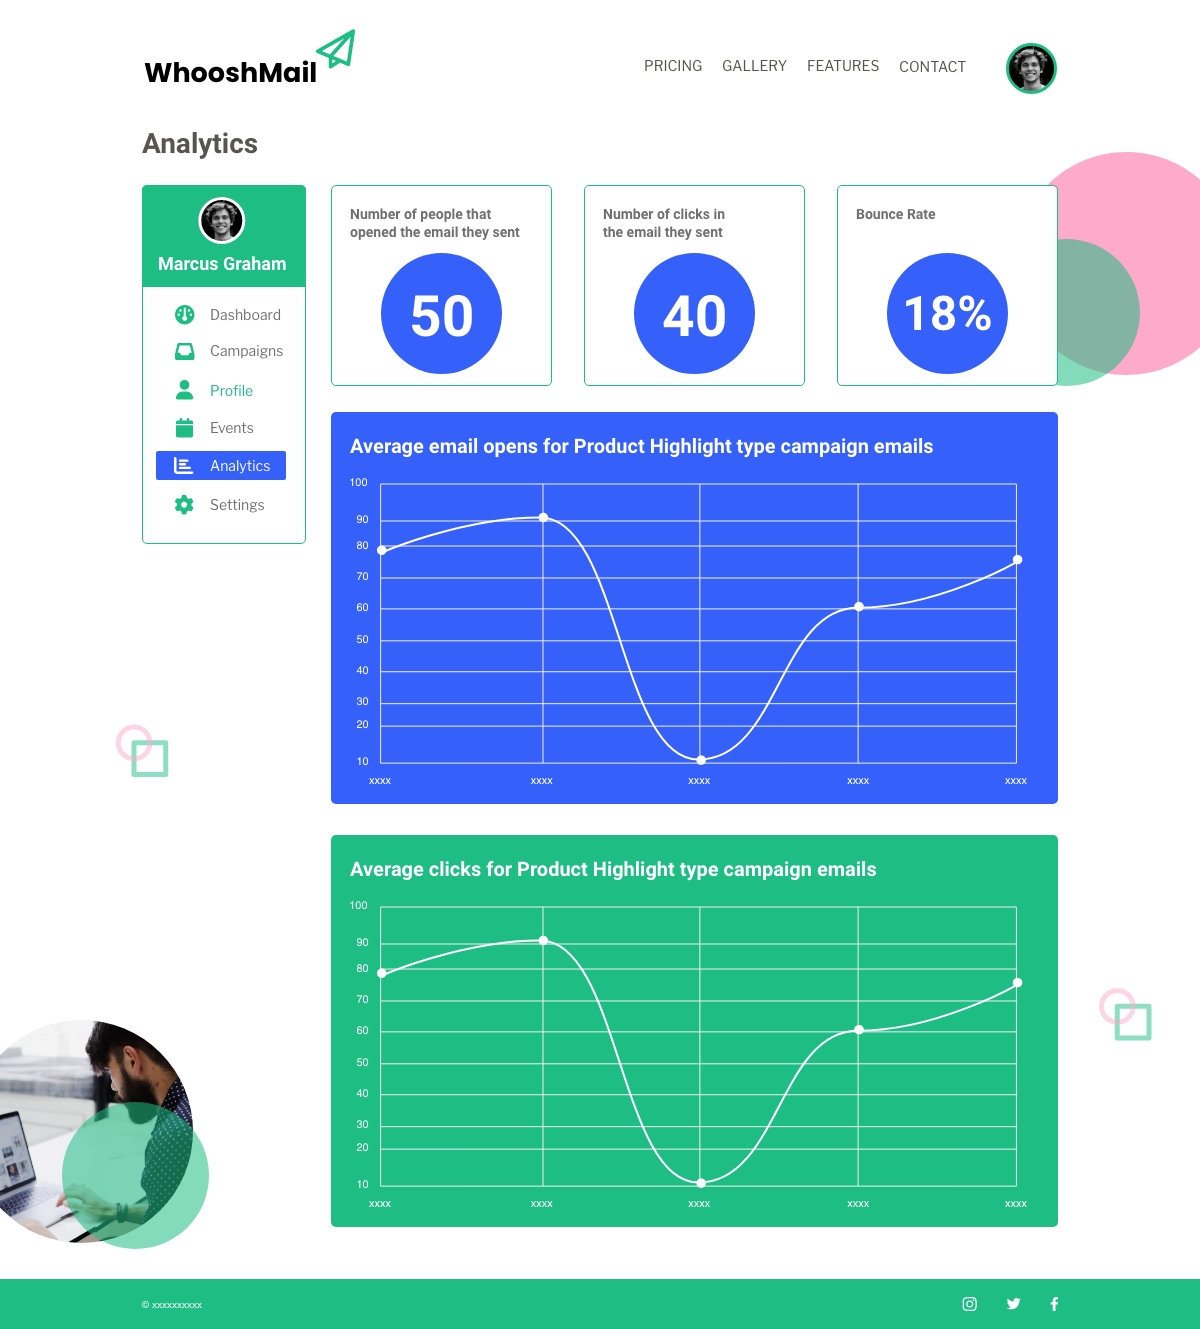 WhooshMail
PRICING GALLERY FEATURES CONTACT
Analytics
Marcus Graham
Dashboard
Campaigns
Profile
Events
Analytics
Settings
Number of people that
opened the email they sent
50
Number of clicks in
the email they sent
40
Bounce Rate
18%
Average email opens for Product Highlight type campaign emails
100
90
80
70
60
50
40
30
20
10
xxxx xxxx xxxx xxxx xxxx
Average clicks for Product Highlight type campaign emails
100
90
80
70
60
50
40
30
20
10
xxxx xxxx xxxx xxxx xxxx
© xxxxxxxxxx